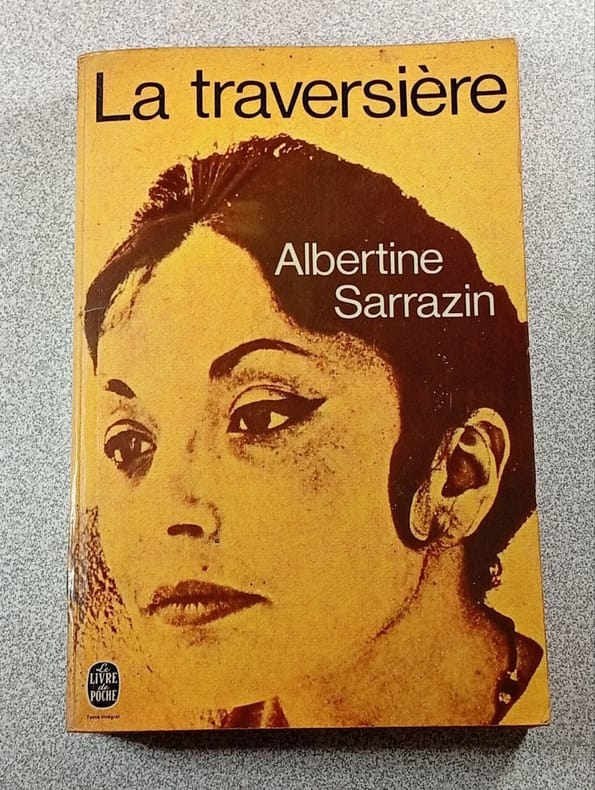 La traversière
Albertine
Sarrazin
Le
LIVRE
de
POCHE
Texte intégral